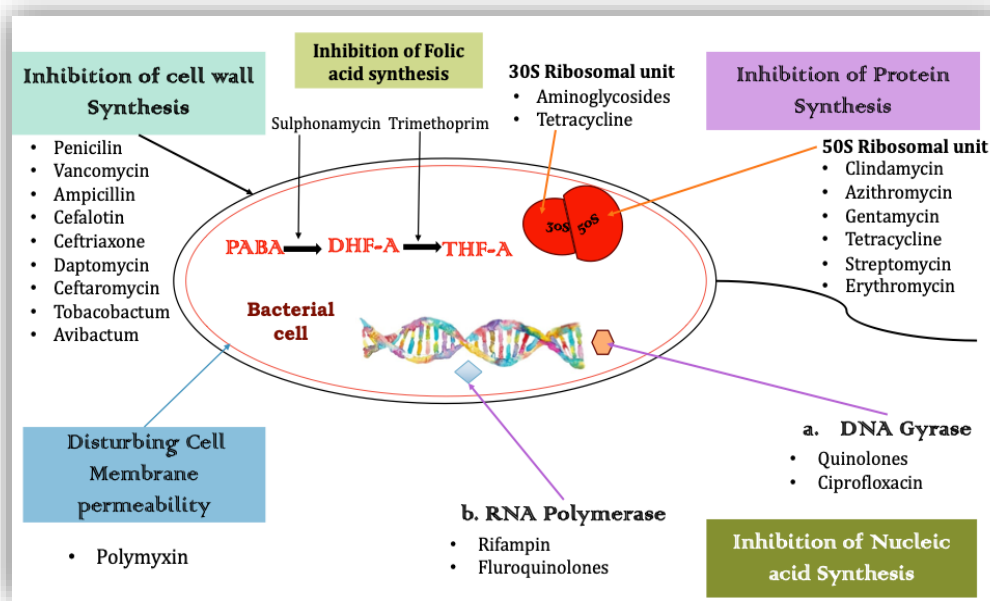 Inhibition of cell wall
Synthesis
• Penicilin
• Vancomycin
• Ampicillin
• Cefalotin
• Ceftriaxone
• Daptomycin
• Ceftaromycin
• Tobacobactum
• Avibactum
Inhibition of Folic
acid synthesis
Sulphonamycin Trimethoprim
30S Ribosomal unit
• Aminoglycosides
• Tetracycline
Inhibition of Protein
Synthesis
50S Ribosomal unit
• Clindamycin
• Azithromycin
• Gentamycin
• Tetracycline
• Streptomycin
• Erythromycin
PABA DHF-A THF-A
30S 50S
Bacterial
cell
Disturbing Cell
Membrane
permeability
• Polymyxin
b. RNA Polymerase
• Rifampin
• Fluroquinolones
a. DNA Gyrase
• Quinolones
• Ciprofloxacin
Inhibition of Nucleic
acid Synthesis